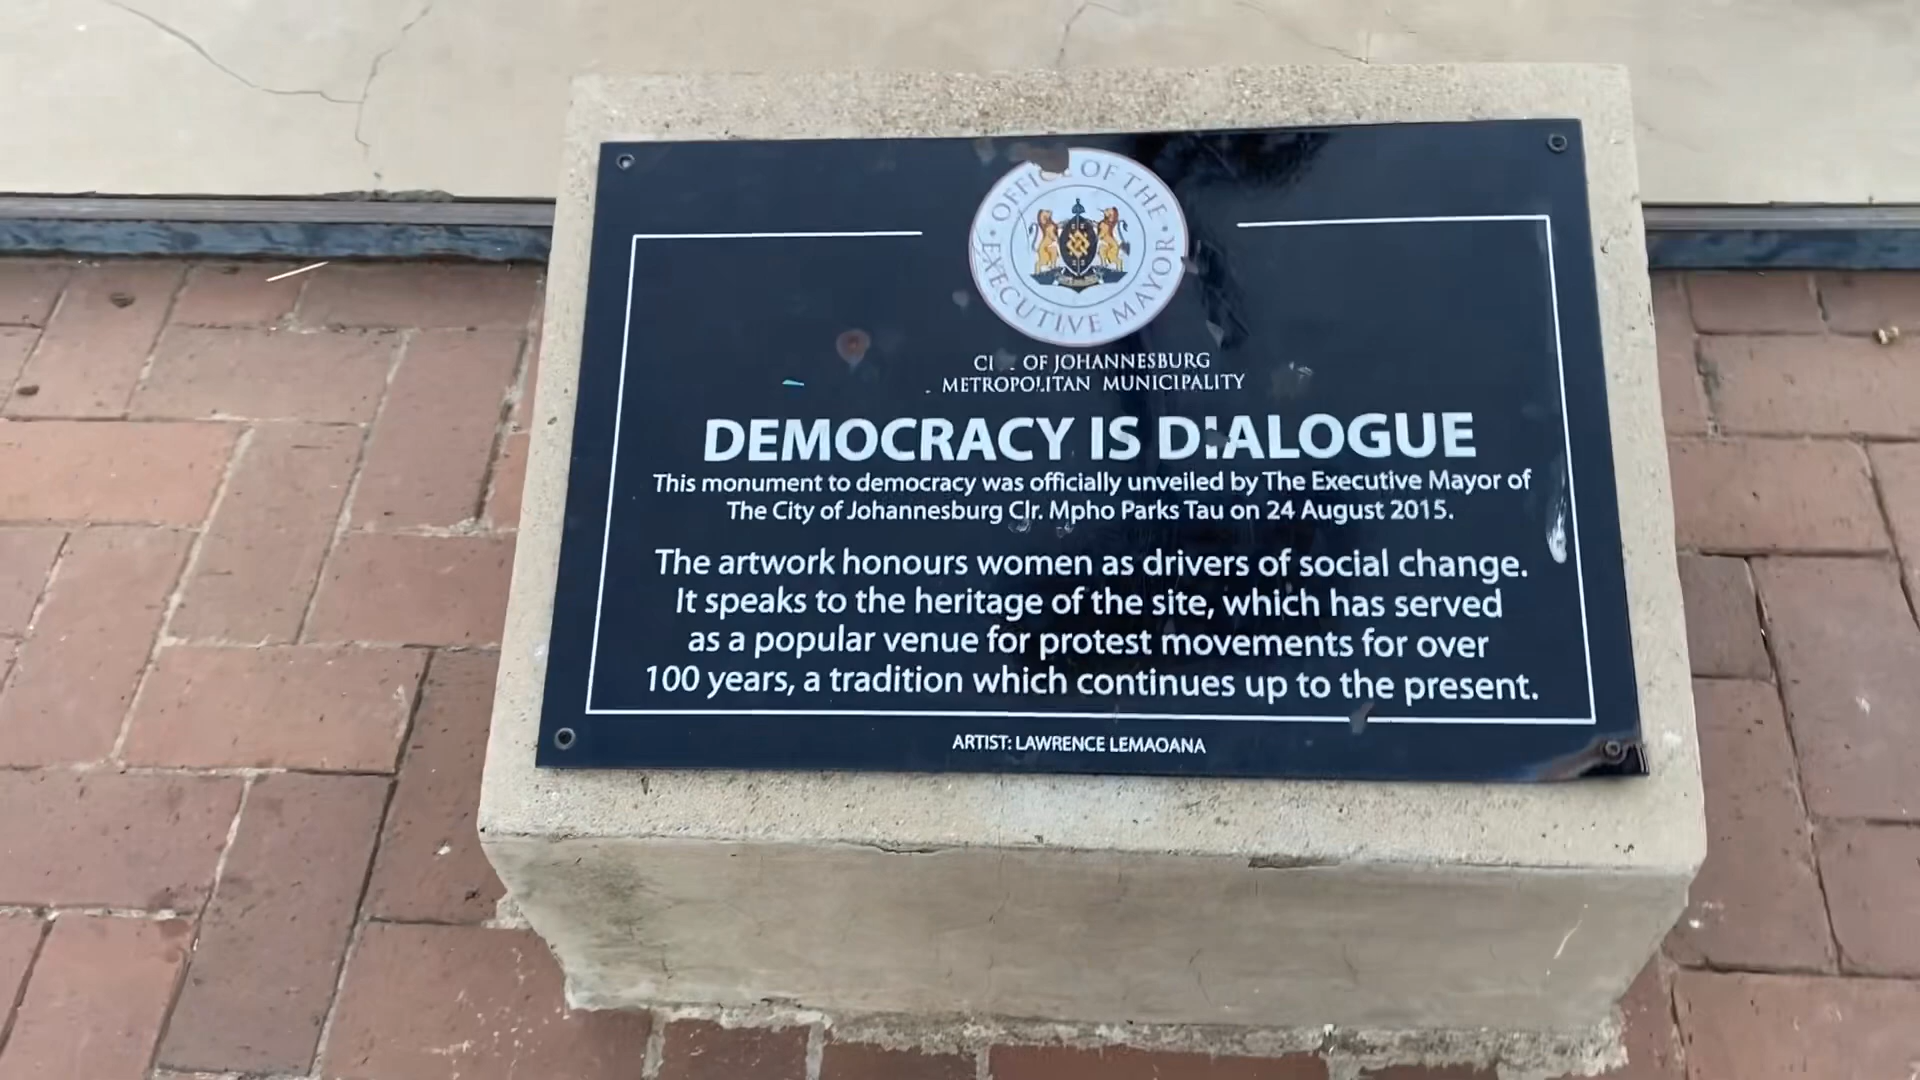 OFFICE OF THE
EXECUTIVE MAYOR
OF JOHANNESBURG
METROPOLITAN MUNICIPALITY
DEMOCRACY IS DIALOGUE
This monument to democracy was officially unveiled by The Executive Mayor of
The City of Johannesburg Clr. Mpho Parks Tau on 24 August 2015.
The artwork honours women as drivers of social change.
It speaks to the heritage of the site, which has served
as a popular venue for protest movements for over
100 years, a tradition which continues up to the present.
ARTIST: LAWRENCE LEMAOANA